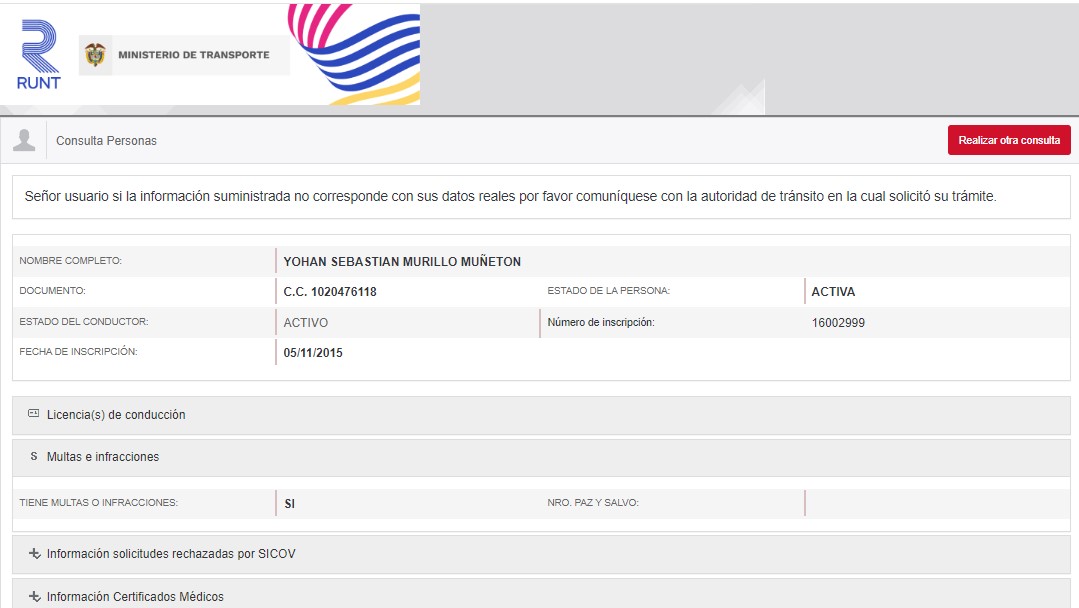 RUNT
MINISTERIO DE TRANSPORTE
Consulta Personas
Realizar otra consulta
Señor usuario si la información suministrada no corresponde con sus datos reales por favor comuníquese con la autoridad de tránsito en la cual solicitó su trámite.
NOMBRE COMPLETO: YOHAN SEBASTIAN MURILLO MUÑETON
DOCUMENTO: C.C. 1020476118 ESTADO DE LA PERSONA: ACTIVA
ESTADO DEL CONDUCTOR: ACTIVO Número de inscripción: 16002999
FECHA DE INSCRIPCIÓN: 05/11/2015
Licencia(s) de conducción
S Multas e infracciones
TIENE MULTAS O INFRACCIONES: SI NRO. PAZ Y SALVO:
Información solicitudes rechazadas por SICOV
Información Certificados Médicos